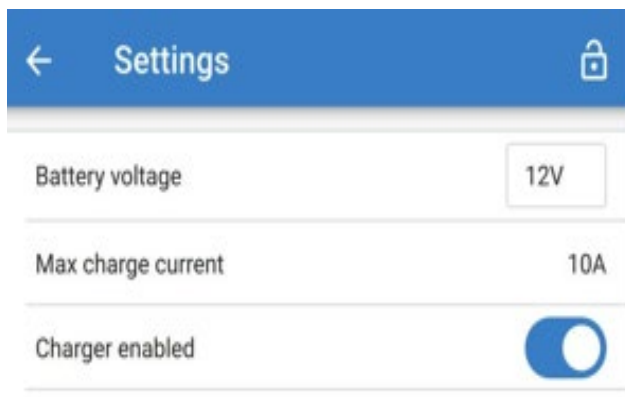 Settings
Battery voltage 12V
Max charge current 10A
Charger enabled